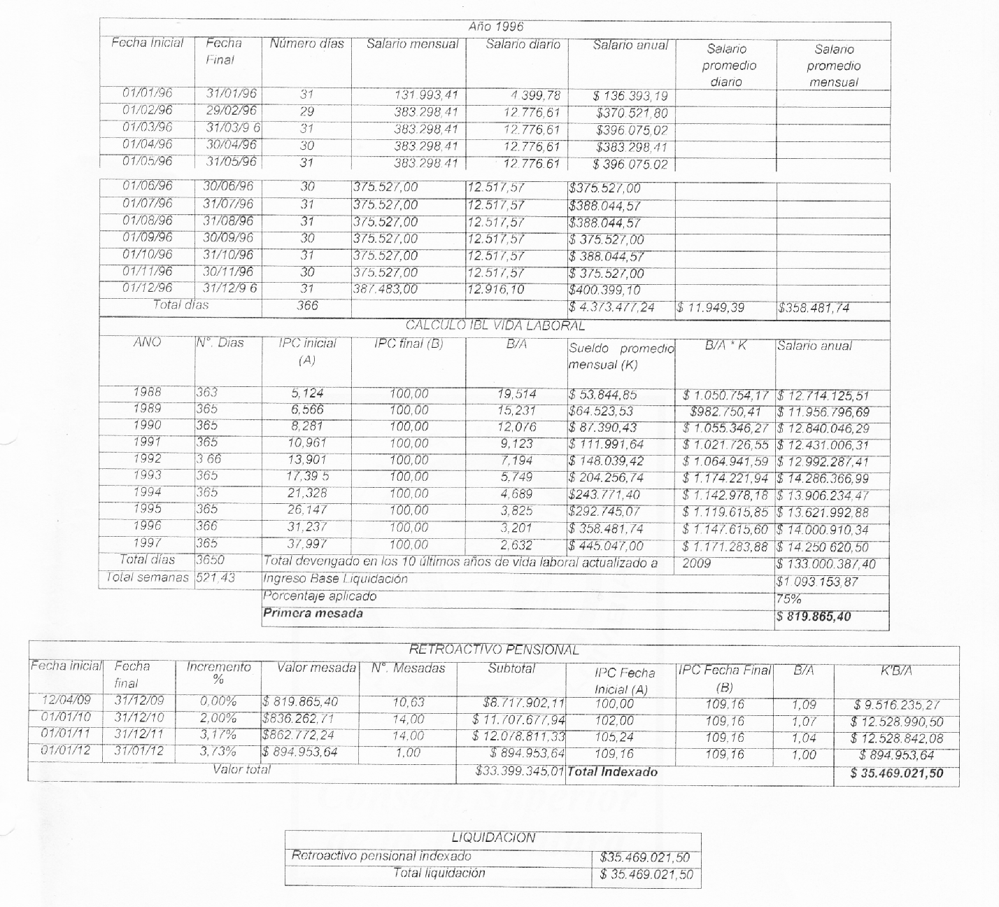 Año 1996
Fecha Inicial Fecha Final Número días Salario mensual Salario diario Salario anual Salario promedio diario Salario promedio mensual
01/01/96 31/01/96 31 131.993,41 4.399,78 $ 136.393,19
01/02/96 29/02/96 29 383.298,41 12.776,61 $370.521,80
01/03/96 31/03/9 6 31 383.298,41 12.776,61 $396.075,02
01/04/96 30/04/96 30 383.298,41 12.776,61 $383.298,41
01/05/96 31/05/96 31 383.298.41 12.776.61 $ 396.075.02
01/06/96 30/06/96 30 375.527,00 12.517,57 $375.527,00
01/07/96 31/07/96 31 375.527,00 12.517,57 $388.044,57
01/08/96 31/08/96 31 375.527,00 12.517,57 $388.044,57
01/09/96 30/09/96 30 375.527,00 12.517,57 $ 375.527,00
01/10/96 31/10/96 31 375.527,00 12.517,57 $ 388.044,57
01/11/96 30/11/96 30 375.527,00 12.517,57 $ 375.527,00
01/12/96 31/12/9 6 31 387.483,00 12.916,10 $400.399,10
Total días 366 $ 4.373.477,24 $ 11.949,39 $358.481,74
CALCULO IBL VIDA LABORAL
ANO N°. Dias IPC inicial (A) IPC final (B) B/A Sueldo promedio mensual (K) B/A * K Salario anual
1988 363 5,124 100,00 19,514 $ 53.844,85 $ 1.050.754,17 $ 12.714.125,51
1989 365 6,566 100,00 15,231 $64.523,53 $982.750,41 $ 11.956.796,69
1990 365 8,281 100,00 12,076 $ 87.390,43 $ 1.055.346,27 $ 12.840.046,29
1991 365 10,961 100,00 9,123 $ 111.991,64 $ 1.021.726,55 $ 12.431.006,31
1992 3 66 13,901 100,00 7,194 $ 148.039,42 $ 1.064.941,59 $ 12.992.287,41
1993 365 17,39 5 100,00 5,749 $ 204.256,74 $ 1.174.221,94 $ 14.286.366,99
1994 365 21,328 100,00 4,689 $243.771,40 $ 1.142.978,18 $ 13.906.234,47
1995 365 26,147 100,00 3,825 $292.745,07 $ 1.119.615,85 $ 13.621.992,88
1996 366 31,237 100,00 3,201 $ 358.481,74 $ 1.147.615,60 $ 14.000.910,34
1997 365 37,997 100,00 2,632 $ 445.047,00 $ 1.171.283,88 $ 14.250.620,50
Total días 3650 Total devengado en los 10 últimos años de vida laboral actualizado a 2009 $ 133.000.387,40
Total semanas 521,43 Ingreso Base Liquidación $1.093.153,87
Porcentaje aplicado 75%
Primera mesada $ 819.865,40
RETROACTIVO PENSIONAL
Fecha inicial Fecha final Incremento % Valor mesada N°. Mesadas Subtotal IPC Fecha Inicial (A) IPC Fecha Final (B) B/A K'B/A
12/04/09 31/12/09 0,00% $ 819.865,40 10,63 $8.717.902,11 100,00 109,16 1,09 $ 9.516.235,27
01/01/10 31/12/10 2,00% $836.262,71 14,00 $ 11.707.677,94 102,00 109,16 1,07 $ 12.528.990,50
01/01/11 31/12/11 3,17% $862.772,24 14,00 $ 12.078.811,33 105,24 109,16 1,04 $ 12.528.842,08
01/01/12 31/01/12 3,73% $ 894.953,64 1,00 $ 894.953,64 109,16 109,16 1,00 $ 894.953,64
Valor total $33.399.345,01 Total Indexado $ 35.469.021,50
LIQUIDACION
Retroactivo pensional indexado $35.469.021,50
Total liquidación $ 35.469.021,50